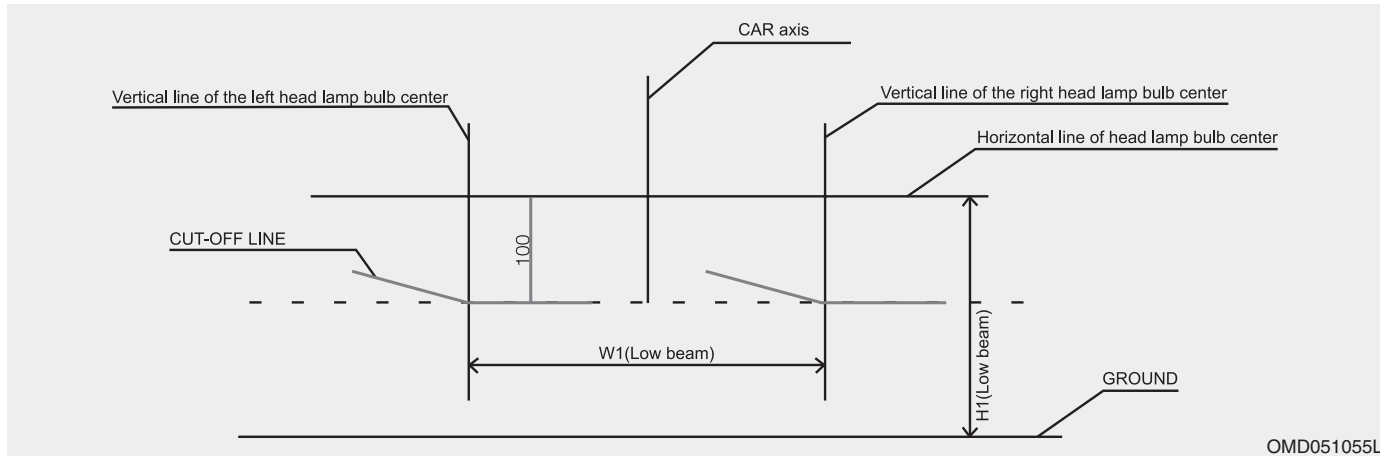 CAR axis
Vertical line of the left head lamp bulb center
Vertical line of the right head lamp bulb center
Horizontal line of head lamp bulb center
CUT-OFF LINE
100
W1(Low beam)
H1(Low beam)
GROUND
OMD051055L